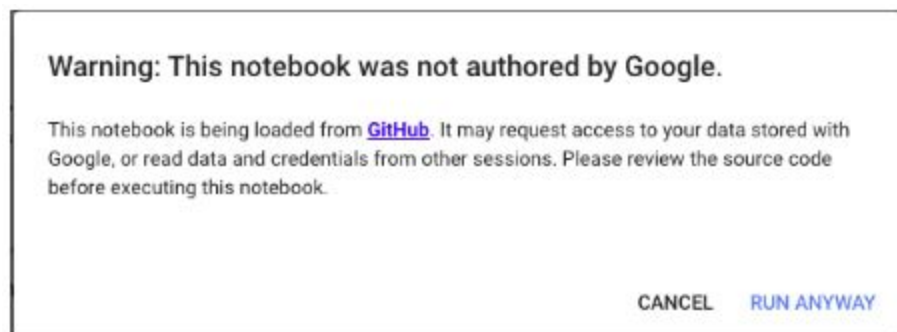 Warning: This notebook was not authored by Google.
This notebook is being loaded from GitHub. It may request access to your data stored with
Google, or read data and credentials from other sessions. Please review the source code
before executing this notebook.
CANCEL RUN ANYWAY